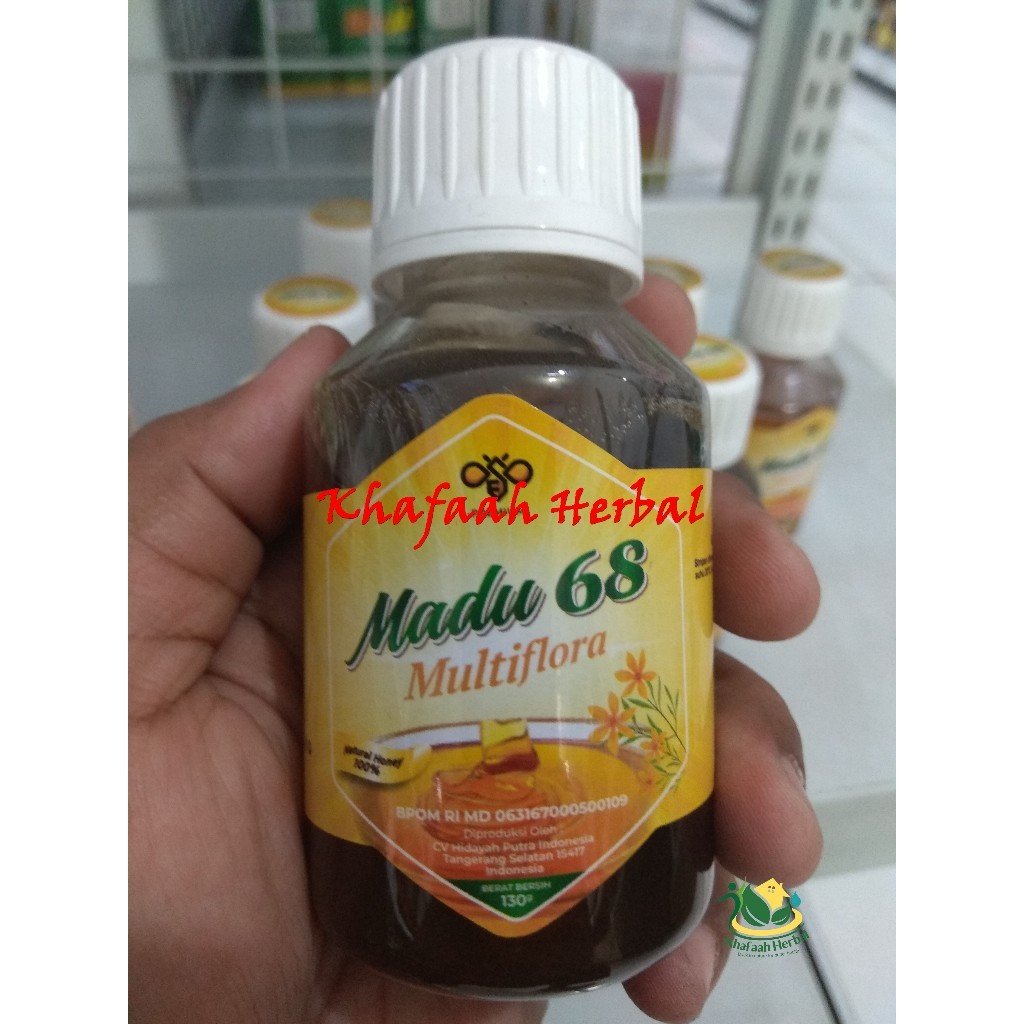 Khafaah Herbal
Madu 68
Multiflora
Natural Honey
100%
BPOM RI MD 063167000500109
Diproduksi Oleh
CV Hidayah Putra Indonesia
Tangerang Selatan 15417
Indonesia
BERAT BERSIH
130g
Khafaah Herbal